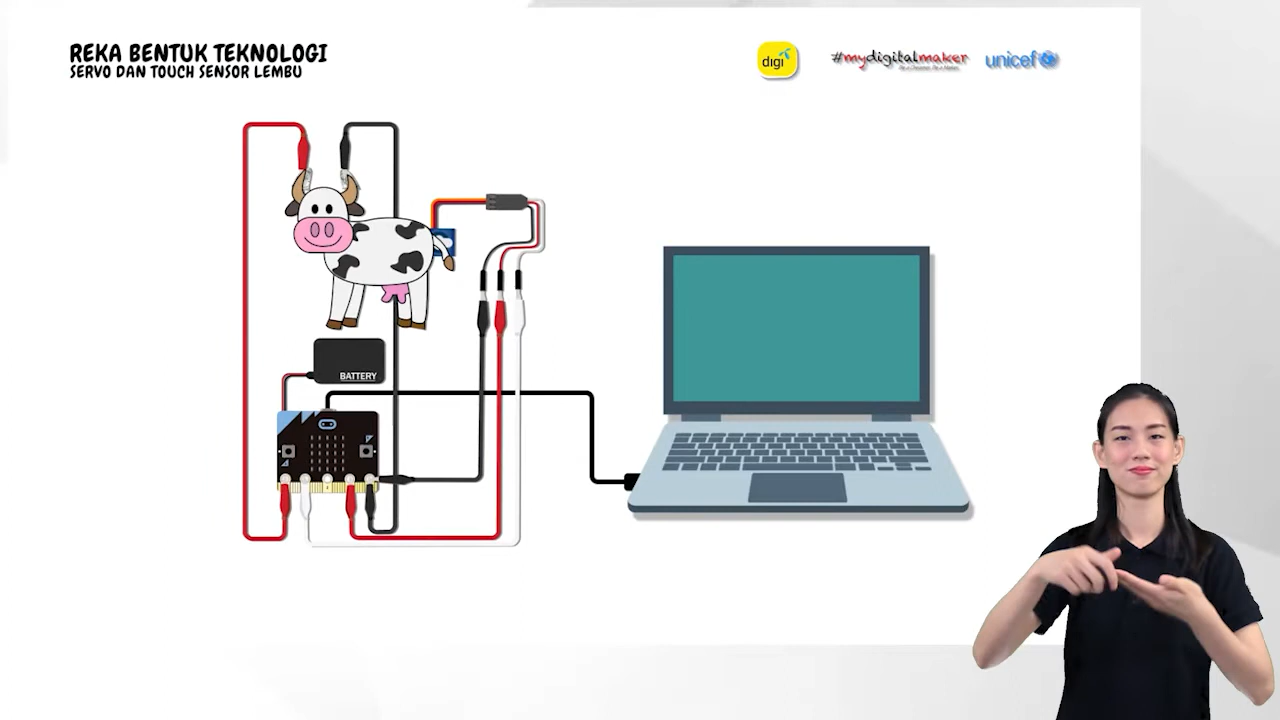 REKA BENTUK TEKNOLOGI
SERVO DAN TOUCH SENSOR LEMBU
digi
#mydigitalmaker
unicef
BATTERY